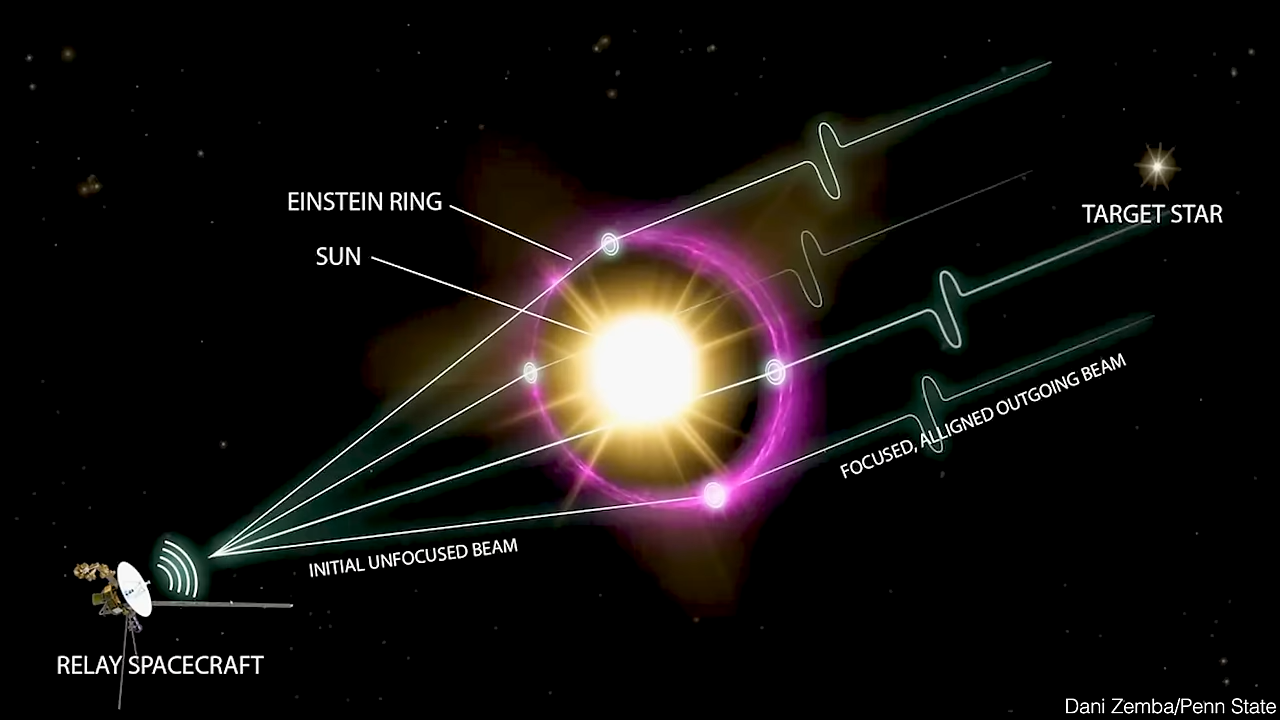 EINSTEIN RING
SUN
TARGET STAR
FOCUSED, ALLIGNED OUTGOING BEAM
INITIAL UNFOCUSED BEAM
RELAY SPACECRAFT
Dani Zemba/Penn State